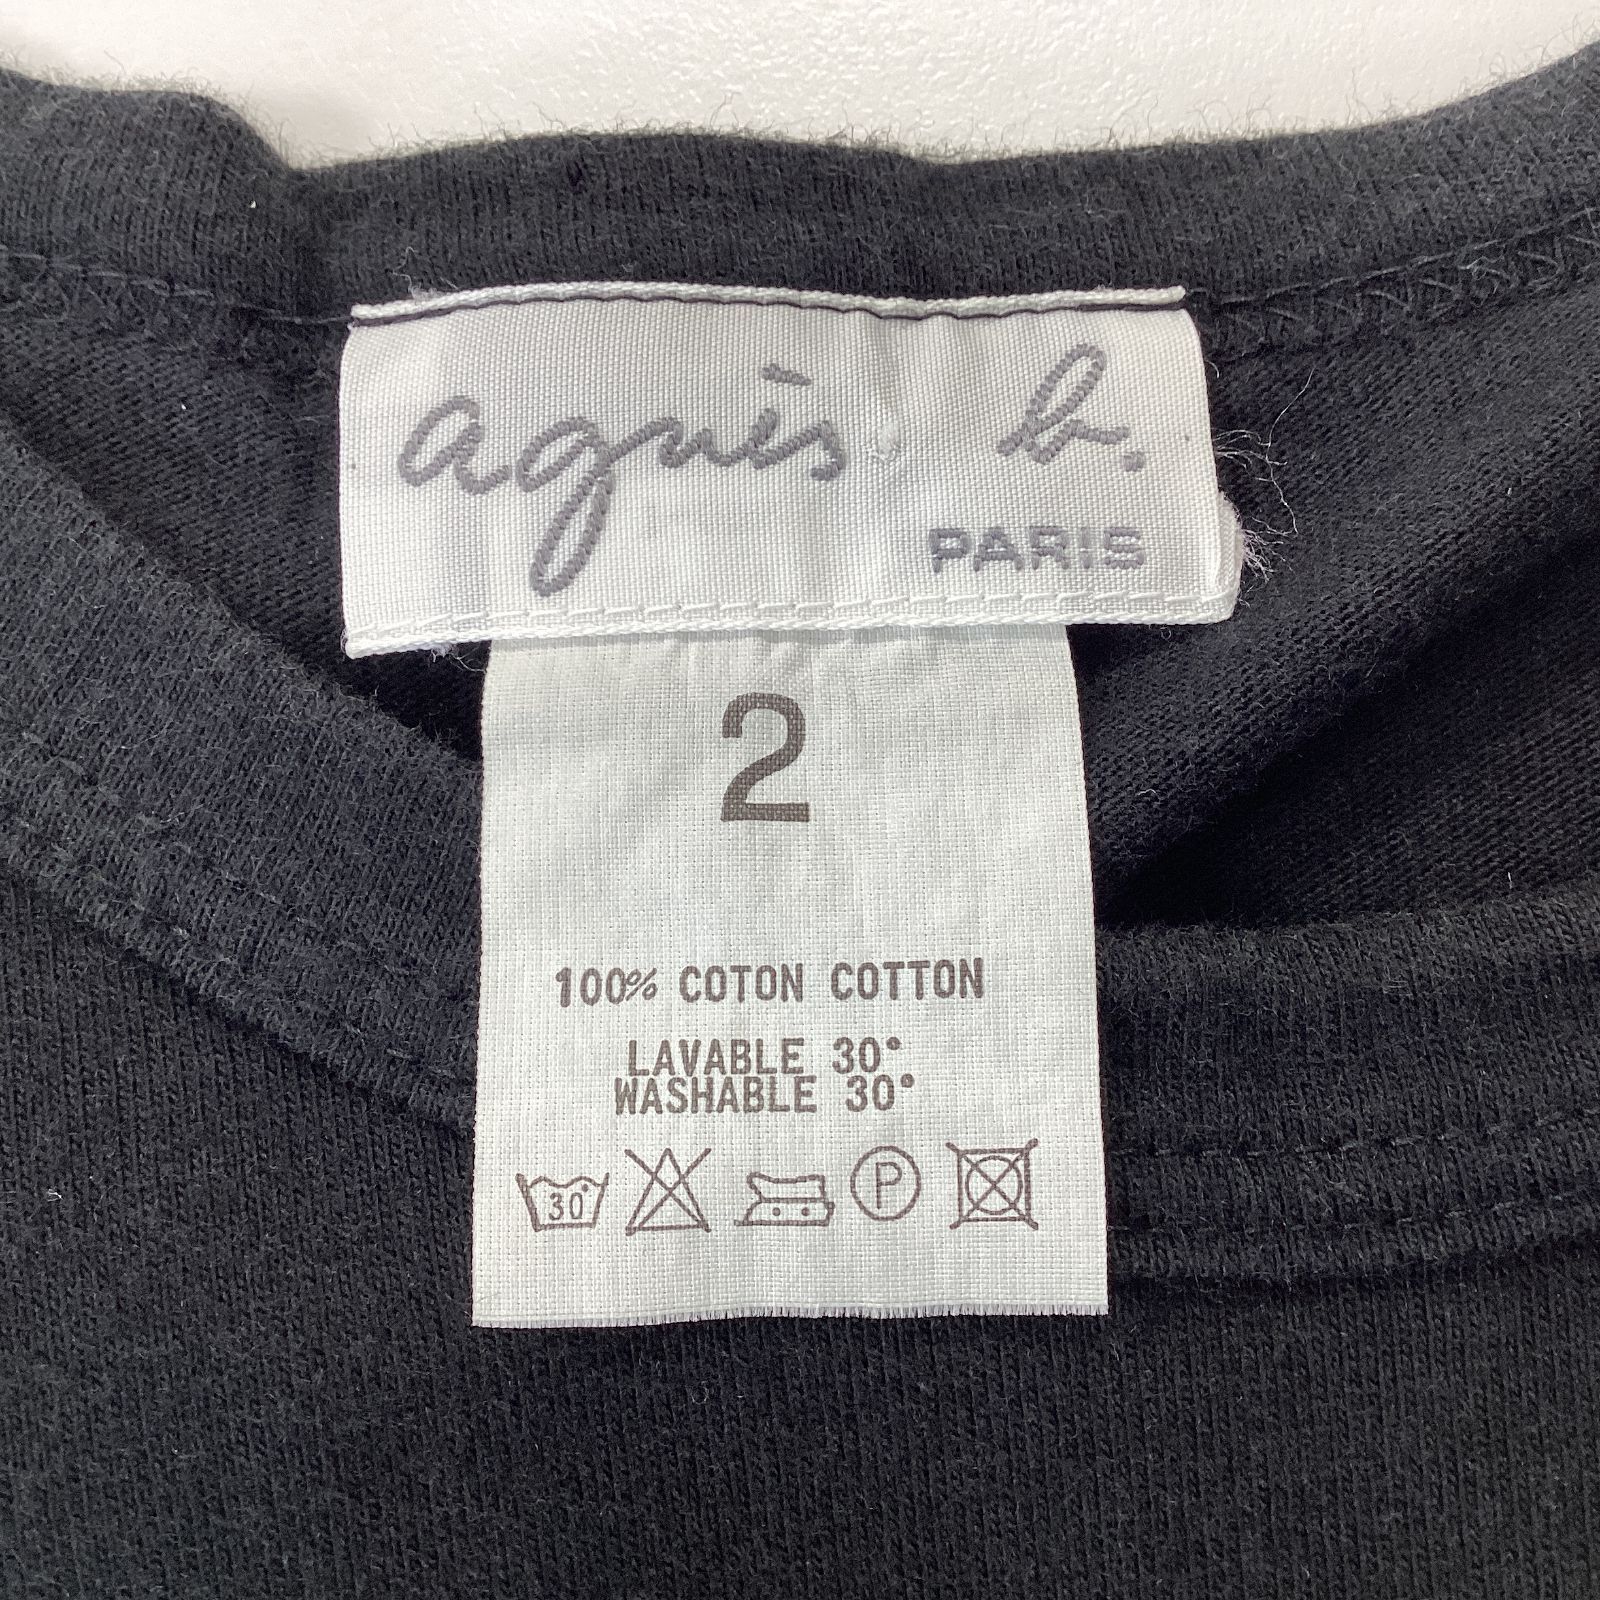 agnès b.
PARIS
2
100% COTON COTTON
LAVABLE 30°
WASHABLE 30°
30° P